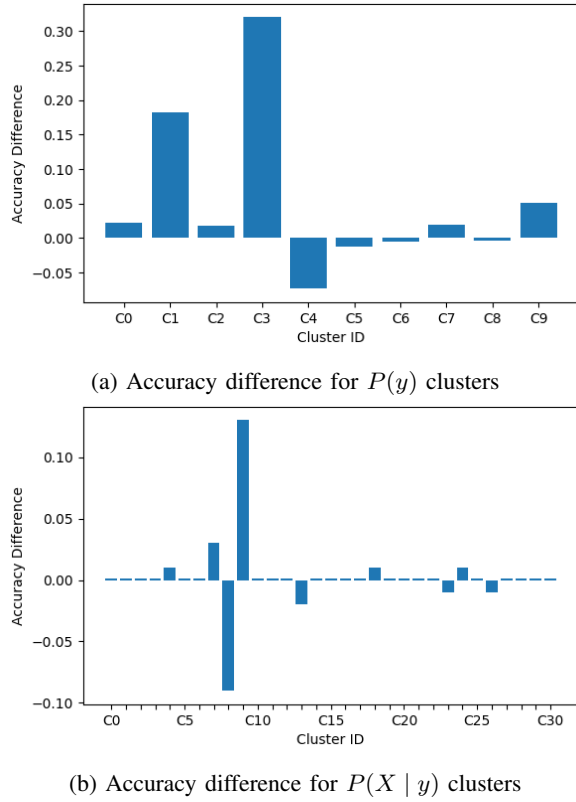 0.30
0.25
0.20
0.15
0.10
0.05
0.00
−0.05
Accuracy Difference
C0 C1 C2 C3 C4 C5 C6 C7 C8 C9
Cluster ID
(a) Accuracy difference for P(y) clusters
0.10
0.05
0.00
−0.05
−0.10
Accuracy Difference
C0 C5 C10 C15 C20 C25 C30
Cluster ID
(b) Accuracy difference for P(X | y) clusters